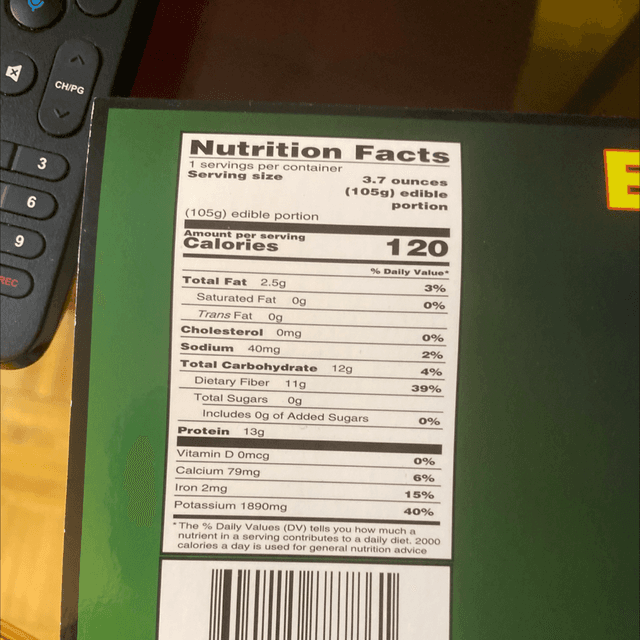 CH/PG
3
6
9
REC
E
Nutrition Facts
1 servings per container
Serving size 3.7 ounces
(105g) edible
portion
(105g) edible portion
Amount per serving
Calories 120
% Daily Value*
Total Fat 2.5g 3%
Saturated Fat 0g 0%
Trans Fat 0g
Cholesterol 0mg 0%
Sodium 40mg 2%
Total Carbohydrate 12g 4%
Dietary Fiber 11g 39%
Total Sugars 0g
Includes 0g of Added Sugars 0%
Protein 13g
Vitamin D 0mcg 0%
Calcium 79mg 6%
Iron 2mg 15%
Potassium 1890mg 40%
*The % Daily Values (DV) tells you how much a
nutrient in a serving contributes to a daily diet. 2000
calories a day is used for general nutrition advice